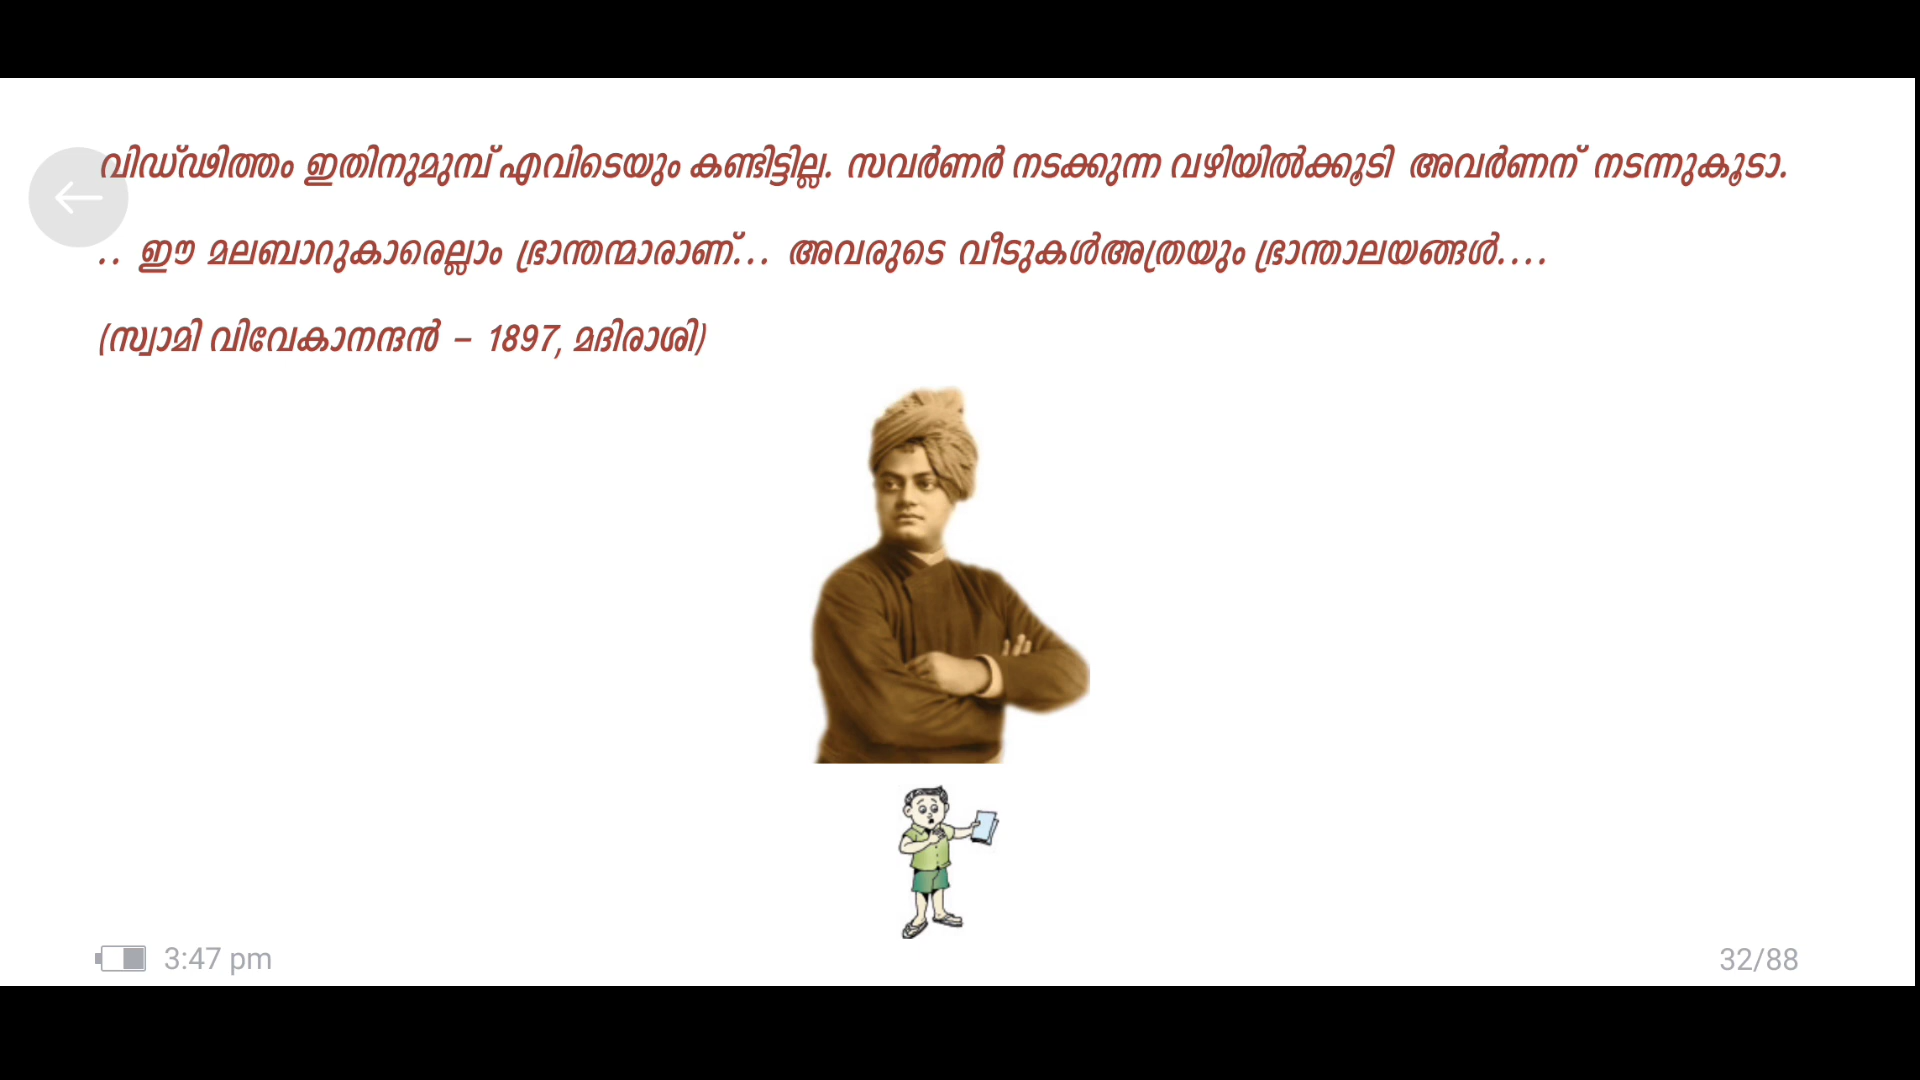 വിഡ്ഢിത്തം ഇതിനുമുമ്പ് എവിടെയും കണ്ടിട്ടില്ല. സവർണർ നടക്കുന്ന വഴിയിൽക്കൂടി അവർണന് നടന്നുകൂടാ.
.. ഈ മലബാറുകാരെല്ലാം ഭ്രാന്തന്മാരാണ്... അവരുടെ വീടുകൾഅത്രയും ഭ്രാന്താലയങ്ങൾ....
(സ്വാമി വിവേകാനന്ദൻ – 1897, മദിരാശി)
3:47 pm
32/88